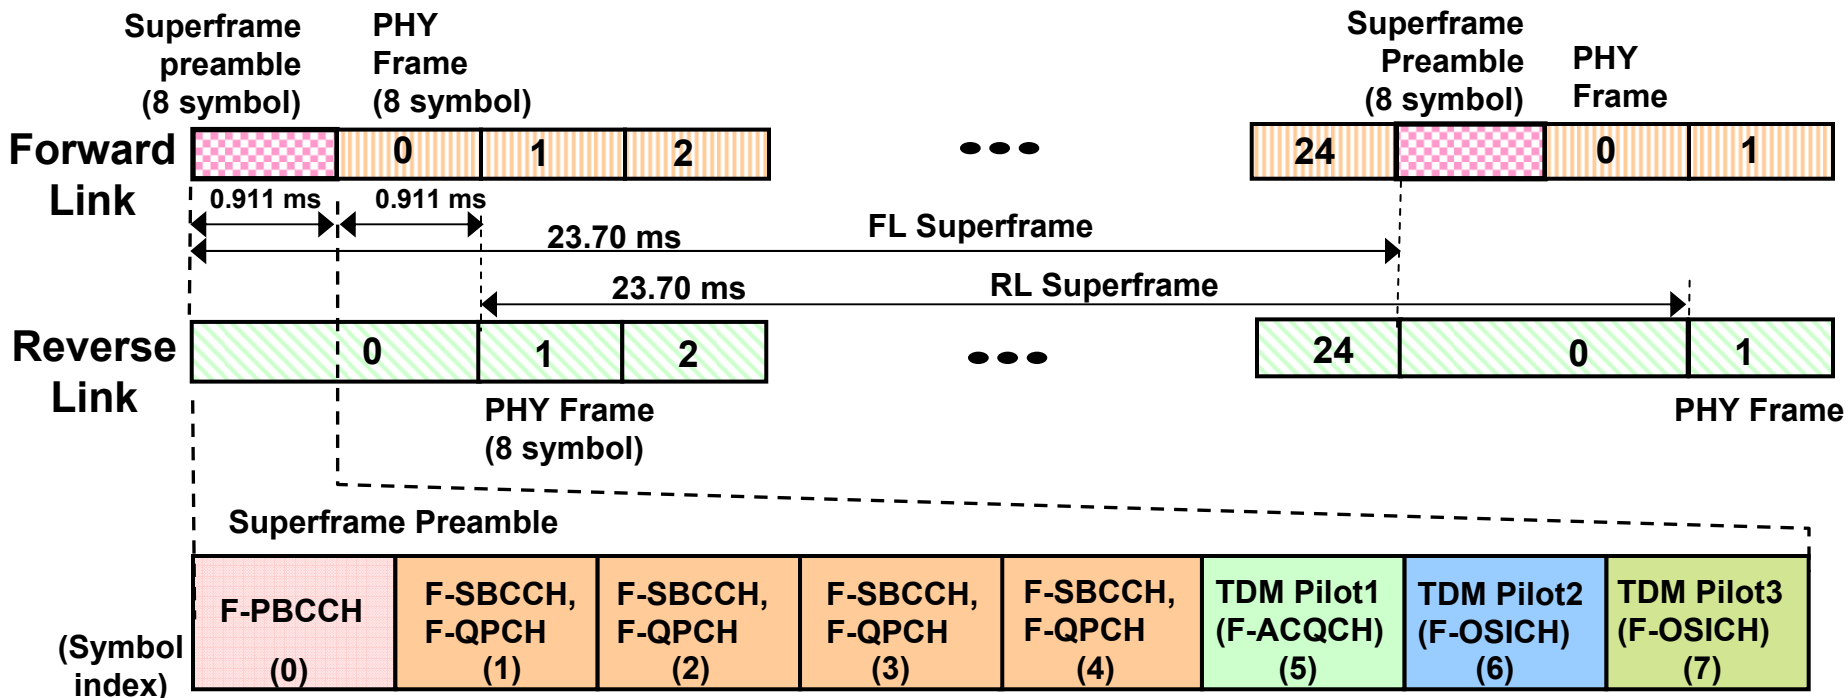 Superframe
preamble
(8 symbol)
PHY
Frame
(8 symbol)
Superframe
Preamble
(8 symbol)
PHY
Frame
Forward
Link
0
1
2
24
0
1
0.911 ms
0.911 ms
23.70 ms
FL Superframe
23.70 ms
RL Superframe
Reverse
Link
0
1
2
24
0
1
PHY Frame
(8 symbol)
PHY Frame
Superframe Preamble
(Symbol
index)
F-PBCCH
(0)
F-SBCCH,
F-QPCH
(1)
F-SBCCH,
F-QPCH
(2)
F-SBCCH,
F-QPCH
(3)
F-SBCCH,
F-QPCH
(4)
TDM Pilot1
(F-ACQCH)
(5)
TDM Pilot2
(F-OSICH)
(6)
TDM Pilot3
(F-OSICH)
(7)